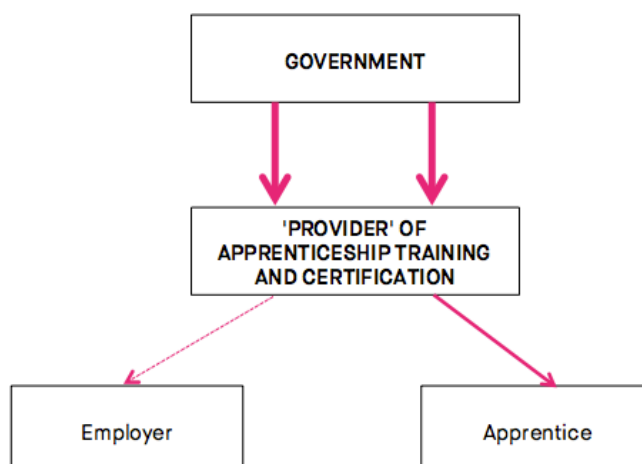 GOVERNMENT
'PROVIDER' OF
APPRENTICESHIP TRAINING
AND CERTIFICATION
Employer
Apprentice